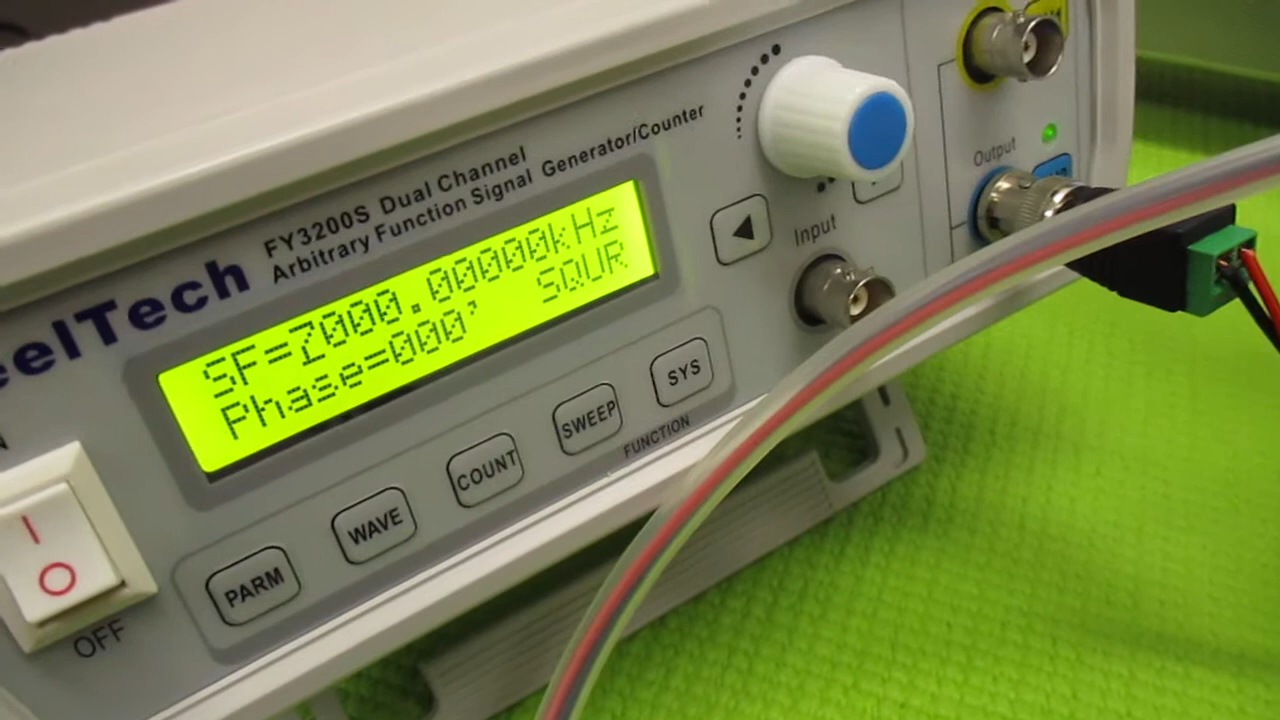 eelTech
FY3200S Dual Channel
Arbitrary Function Signal Generator/Counter
SF=7000.00000kHz
Phase=000' SQUR
PARM
WAVE
COUNT
SWEEP
SYS
FUNCTION
Input
Output
OFF